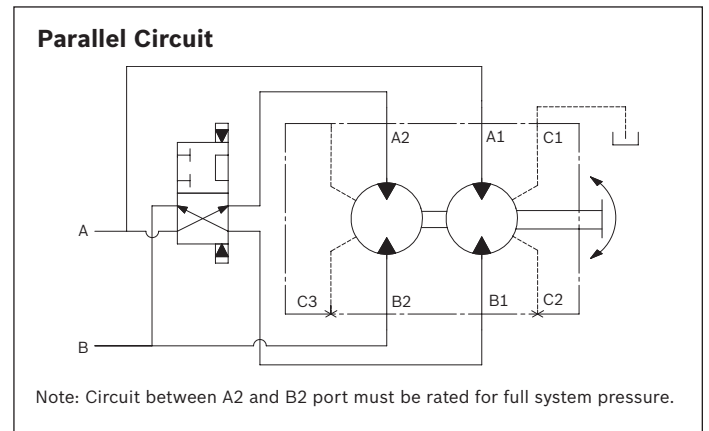 Parallel Circuit
A2 A1 C1
A
C3 B2 B1 C2
B
Note: Circuit between A2 and B2 port must be rated for full system pressure.